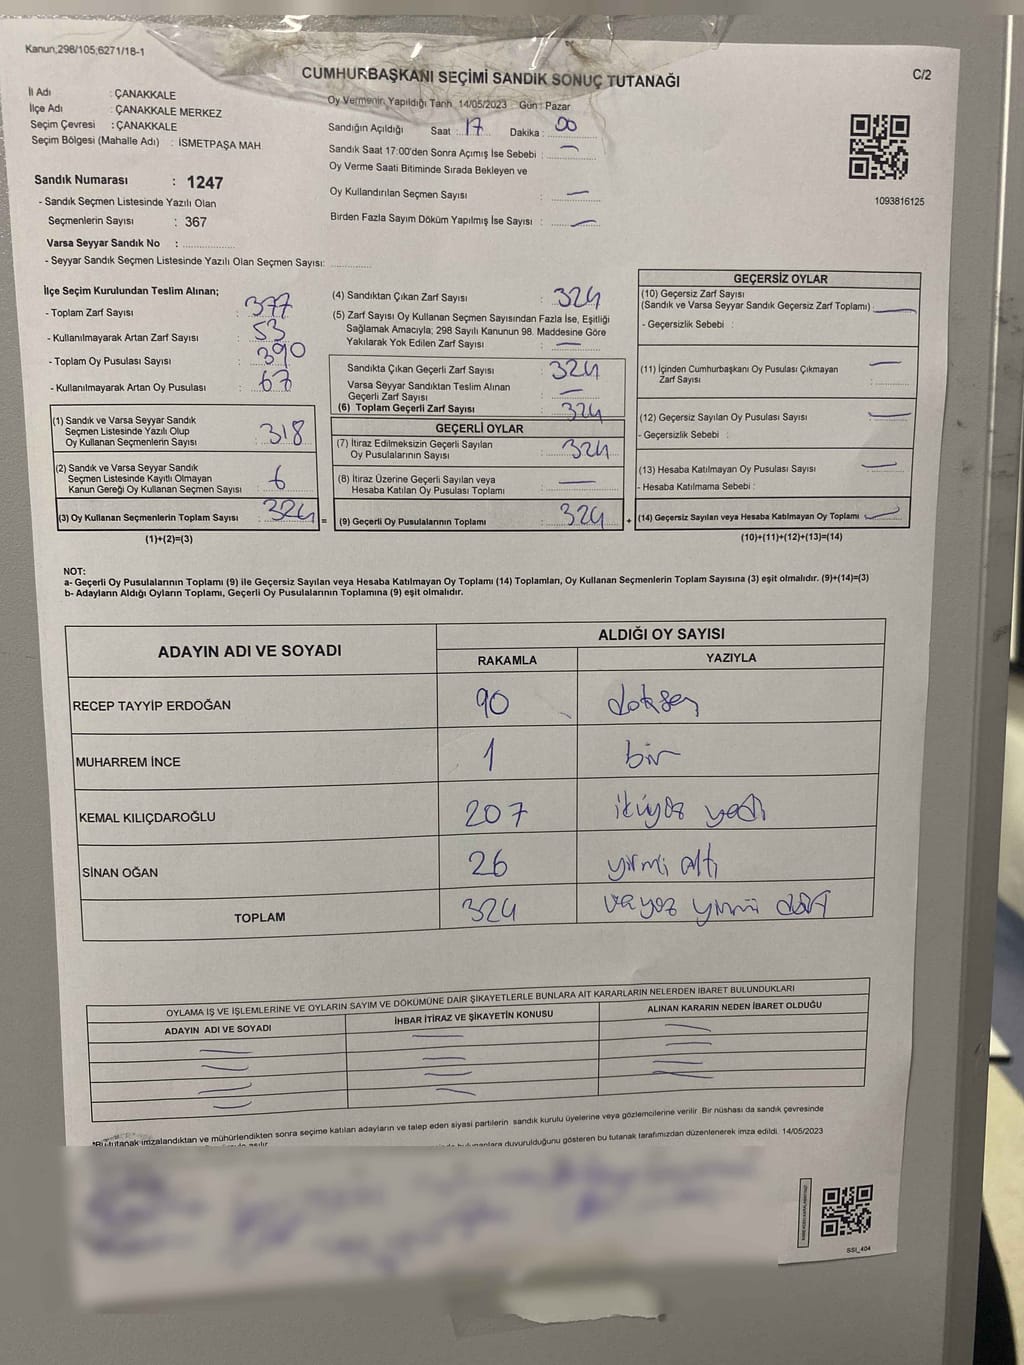 Kanun;298/105;6271/18-1
CUMHURBAŞKANI SEÇİMİ SANDIK SONUÇ TUTANAĞI
C/2
İl Adı : ÇANAKKALE
İlçe Adı : ÇANAKKALE MERKEZ
Seçim Çevresi : ÇANAKKALE
Seçim Bölgesi (Mahalle Adı) : İSMETPAŞA MAH.
Oy Vermenin Yapıldığı Tarih 14/05/2023 Gün : Pazar
Sandığın Açıldığı Saat : 17 Dakika : 00
Sandık Saat 17:00'den Sonra Açımış İse Sebebi : —
Oy Verme Saati Bitiminde Sırada Bekleyen ve
Oy Kullandırılan Seçmen Sayısı : —
Birden Fazla Sayım Döküm Yapılmış İse Sayısı : —
1093816125
Sandık Numarası : 1247
- Sandık Seçmen Listesinde Yazılı Olan
Seçmenlerin Sayısı : 367
Varsa Seyyar Sandık No :
- Seyyar Sandık Seçmen Listesinde Yazılı Olan Seçmen Sayısı:
İlçe Seçim Kurulundan Teslim Alınan;
- Toplam Zarf Sayısı : 377
- Kullanılmayarak Artan Zarf Sayısı : 53
- Toplam Oy Pusulası Sayısı : 390
- Kullanılmayarak Artan Oy Pusulası : 67
(1) Sandık ve Varsa Seyyar Sandık
Seçmen Listesinde Yazılı Olup
Oy Kullanan Seçmenlerin Sayısı : 318
(2) Sandık ve Varsa Seyyar Sandık
Seçmen Listesinde Kayıtlı Olmayan
Kanun Gereği Oy Kullanan Seçmen Sayısı : 6
(3) Oy Kullanan Seçmenlerin Toplam Sayısı : 324 =
(1)+(2)=(3)
(4) Sandıktan Çıkan Zarf Sayısı : 324
(5) Zarf Sayısı Oy Kullanan Seçmen Sayısından Fazla İse, Eşitliği
Sağlamak Amacıyla; 298 Sayılı Kanunun 98. Maddesine Göre
Yakılarak Yok Edilen Zarf Sayısı : —
Sandıkta Çıkan Geçerli Zarf Sayısı : 324
Varsa Seyyar Sandıktan Teslim Alınan
Geçerli Zarf Sayısı : —
(6) Toplam Geçerli Zarf Sayısı : 324
GEÇERLİ OYLAR
(7) İtiraz Edilmeksizin Geçerli Sayılan
Oy Pusulalarının Sayısı : 324
(8) İtiraz Üzerine Geçerli Sayılan veya
Hesaba Katılan Oy Pusulası Toplamı : —
(9) Geçerli Oy Pusulalarının Toplamı : 324 +
GEÇERSİZ OYLAR
(10) Geçersiz Zarf Sayısı
(Sandık ve Varsa Seyyar Sandık Geçersiz Zarf Toplamı) : —
- Geçersizlik Sebebi :
(11) İçinden Cumhurbaşkanı Oy Pusulası Çıkmayan
Zarf Sayısı : —
(12) Geçersiz Sayılan Oy Pusulası Sayısı : —
- Geçersizlik Sebebi :
(13) Hesaba Katılmayan Oy Pusulası Sayısı : —
- Hesaba Katılmama Sebebi :
(14) Geçersiz Sayılan veya Hesaba Katılmayan Oy Toplamı : —
(10)+(11)+(12)+(13)=(14)
NOT:
a- Geçerli Oy Pusulalarının Toplamı (9) ile Geçersiz Sayılan veya Hesaba Katılmayan Oy Toplamı (14) Toplamları, Oy Kullanan Seçmenlerin Toplam Sayısına (3) eşit olmalıdır. (9)+(14)=(3)
b- Adayların Aldığı Oyların Toplamı, Geçerli Oy Pusulalarının Toplamına (9) eşit olmalıdır.
ADAYIN ADI VE SOYADI ALDIĞI OY SAYISI
RAKAMLA YAZIYLA
RECEP TAYYİP ERDOĞAN 90 doksan
MUHARREM İNCE 1 bir
KEMAL KILIÇDAROĞLU 207 ikiyüz yedi
SİNAN OĞAN 26 yirmi altı
TOPLAM 324 yirmi dört
OYLAMA İŞ VE İŞLEMLERİNE VE OYLARIN SAYIM VE DÖKÜMÜNE DAİR ŞİKAYETLERLE BUNLARA AİT KARARLARIN NELERDEN İBARET BULUNDUKLARI
ADAYIN ADI VE SOYADI İHBAR İTİRAZ VE ŞİKAYETİN KONUSU ALINAN KARARIN NEDEN İBARET OLDUĞU
*Bu tutanak imzalandıktan ve mühürlendikten sonra seçime katılan adayların ve talep eden siyasi partilerin sandık kurulu üyelerine veya gözlemcilerine verilir. Bir nüshası da sandık çevresinde
duyurulduğunu gösteren bu tutanak tarafımızdan düzenlenerek imza edildi. 14/05/2023
SSI_404